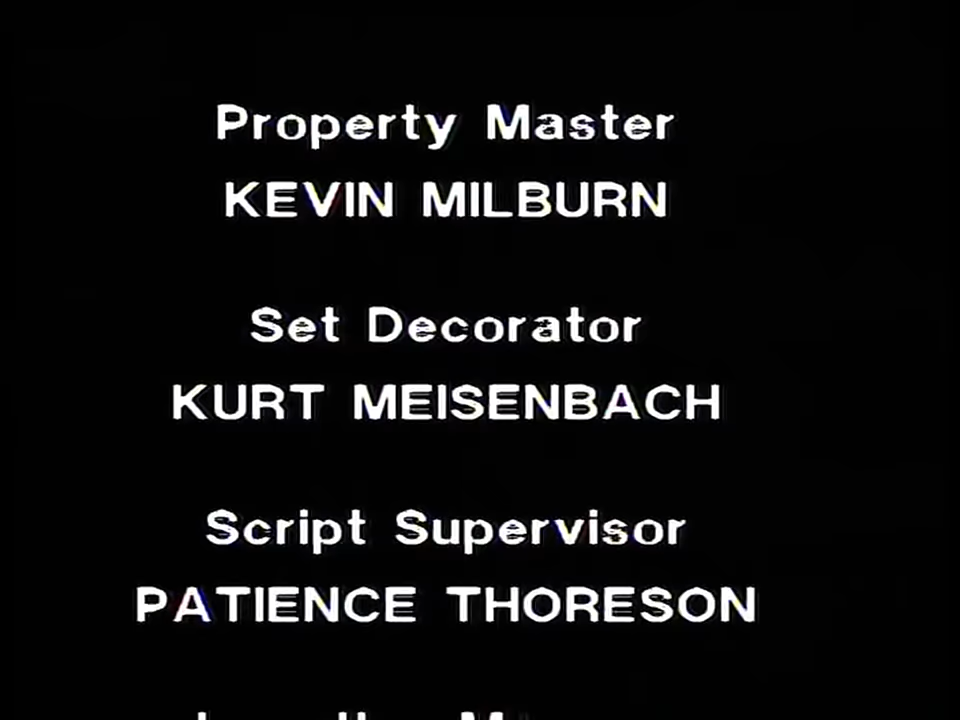 Property Master
KEVIN MILBURN
Set Decorator
KURT MEISENBACH
Script Supervisor
PATIENCE THORESON